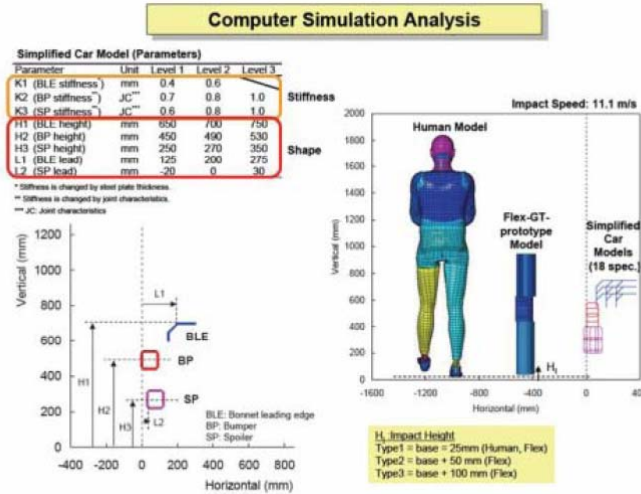 Computer Simulation Analysis
Simplified Car Model (Parameters)
Parameter Unit Level 1 Level 2 Level 3
K1 (BLE stiffness*) mm 0.4 0.6
K2 (BP stiffness**) JC*** 0.7 0.8 1.0
K3 (SP stiffness**) JC*** 0.6 0.8 1.0
Stiffness
H1 (BLE height) mm 650 700 750
H2 (BP height) mm 450 490 530
H3 (SP height) mm 250 270 350
L1 (BLE lead) mm 125 200 275
L2 (SP lead) mm -20 0 30
Shape
* Stiffness is changed by steel plate thickness.
** Stiffness is changed by joint characteristics.
*** JC: Joint characteristics
Vertical (mm)
1200
1000
800
600
400
200
0
L1
BLE
BP
SP
H1
H2
H3
L2
BLE: Bonnet leading edge
BP: Bumper
SP: Spoiler
-400 -200 0 200 400 600 800
Horizontal (mm)
Impact Speed: 11.1 m/s
Vertical (mm)
2000
1800
1600
1400
1200
1000
800
600
400
200
0
Human Model
Flex-GT-
prototype
Model
Simplified
Car
Models
(18 spec.)
-1600 -1200 -800 -400 0 400
Horizontal (mm)
Hi :Impact Height
Type1 = base = 25mm (Human, Flex)
Type2 = base + 50 mm (Flex)
Type3 = base + 100 mm (Flex)